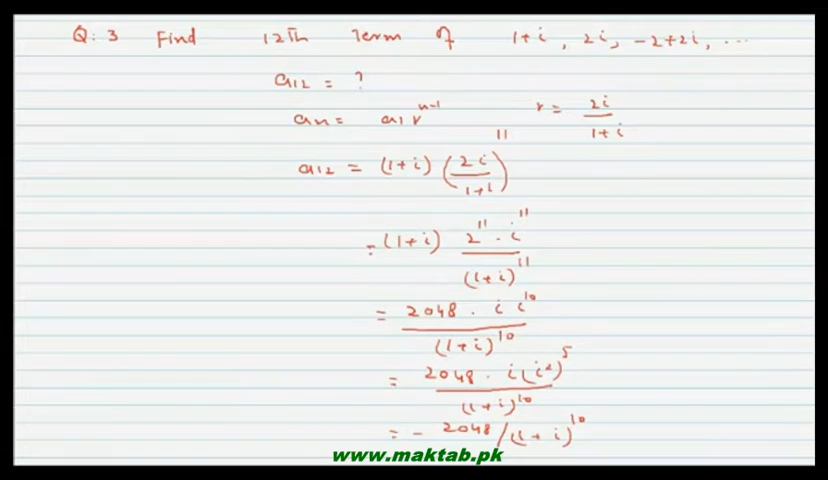 Q: 3 Find 12Th Term of 1+i, 2i, -2+2i, ...
a12 = ?
an = a1 r^n-1 r = 2i / 1+i
a12 = (1+i) (2i / 1+i)^11
= (1+i) 2^11 . i^11 / (1+i)^11
= 2048 . i i^10 / (1+i)^10
= 2048 . i (i^2)^5 / (1+i)^10
= - 2048 / (1+i)^10
www.maktab.pk